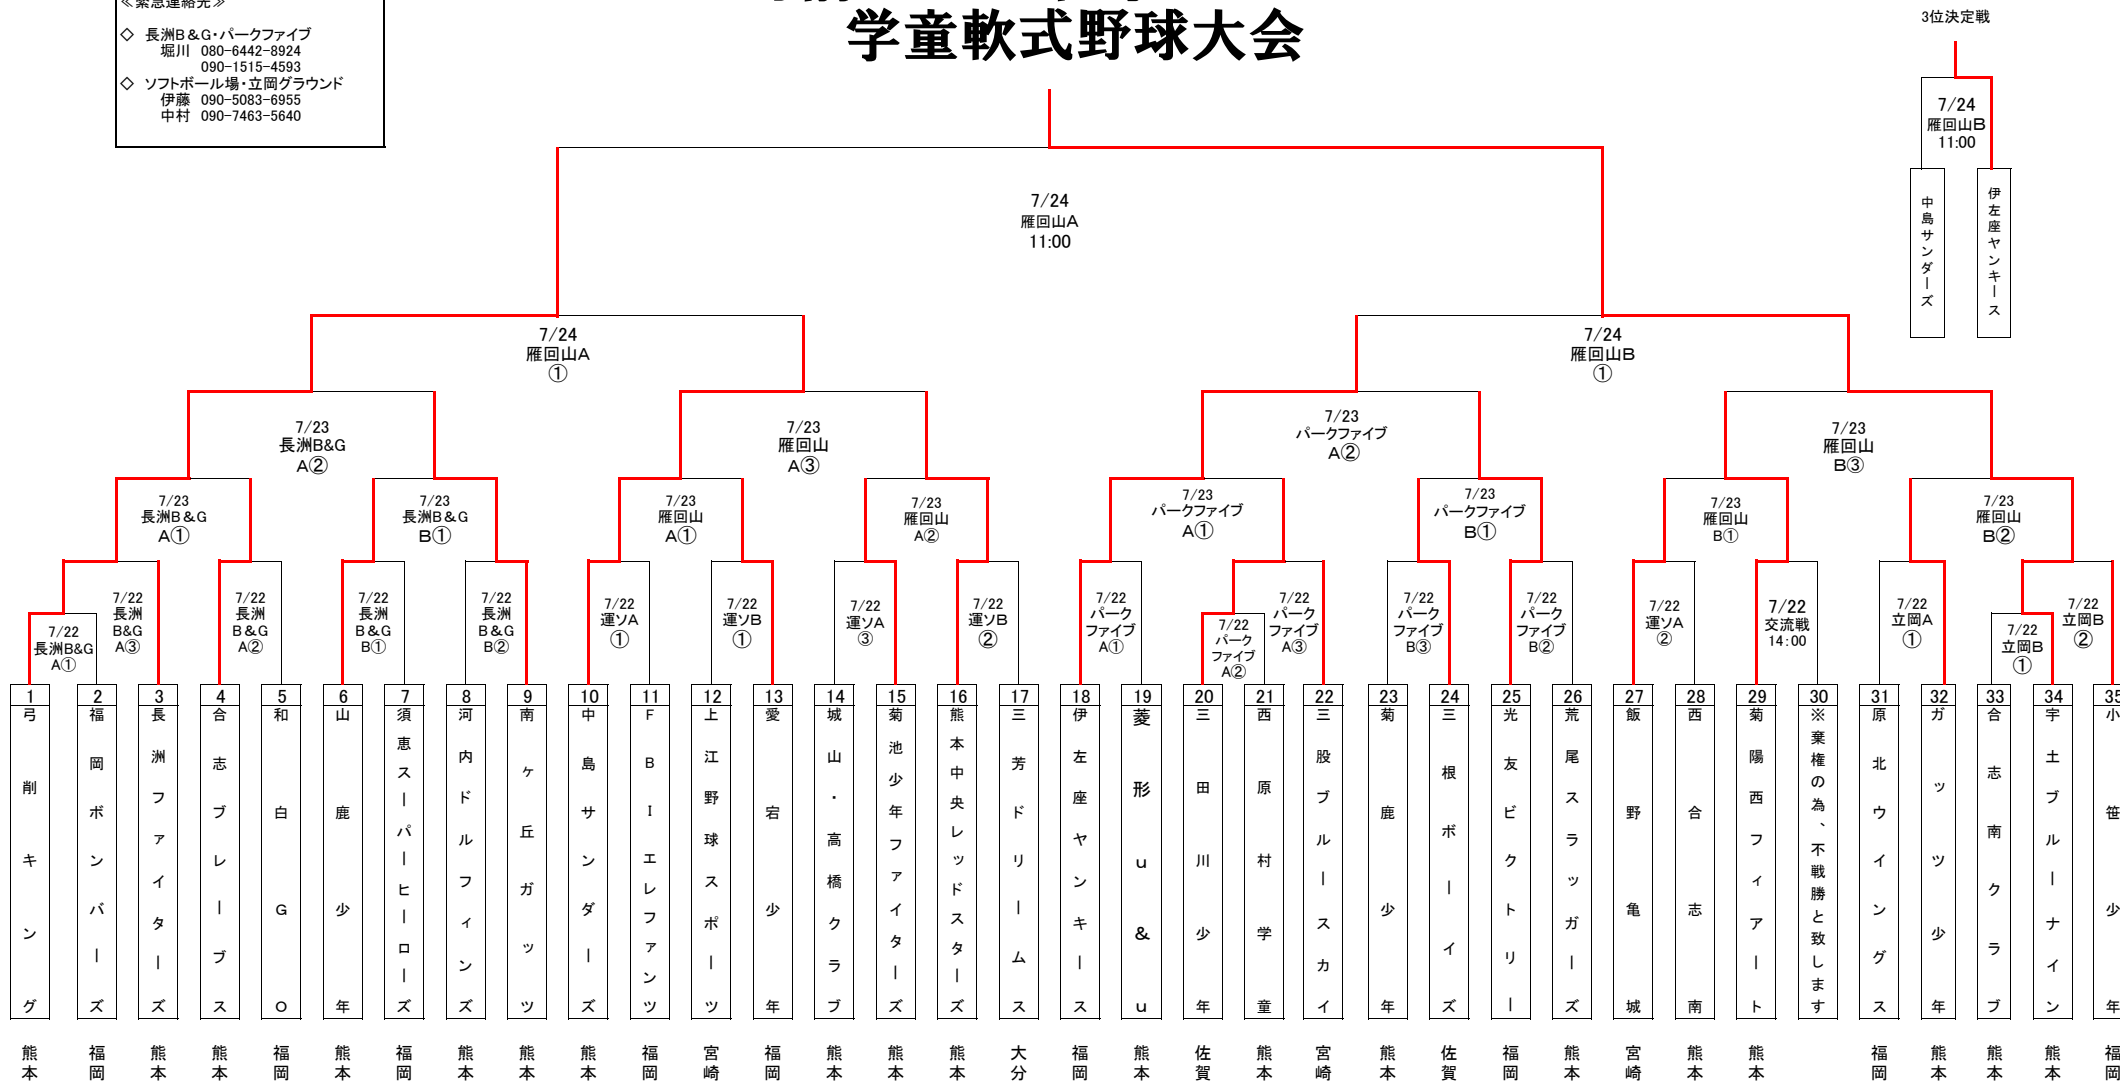 ≪緊急連絡先≫
◇ 長洲B&G・パークファイブ
堀川 080-6442-8924
090-1515-4593
◇ ソフトボール場・立岡グラウンド
伊藤 090-5083-6955
中村 090-7463-5640
学童軟式野球大会
3位決定戦
7/24
雁回山B
11:00
中島サンダーズ
伊左座ヤンキース
7/24
雁回山A
11:00
7/24
雁回山A
①
7/24
雁回山B
①
7/23
長洲B&G
A②
7/23
雁回山
A③
7/23
パークファイブ
A②
7/23
雁回山
B③
7/23
長洲B&G
A①
7/23
長洲B&G
B①
7/23
雁回山
A①
7/23
雁回山
A②
7/23
パークファイブ
A①
7/23
パークファイブ
B①
7/23
雁回山
B①
7/23
雁回山
B②
7/22
長洲B&G
A①
7/22
長洲
B&G
A③
7/22
長洲
B&G
A②
7/22
長洲
B&G
B①
7/22
長洲
B&G
B②
7/22
運ソA
①
7/22
運ソB
①
7/22
運ソA
③
7/22
運ソB
②
7/22
パーク
ファイブ
A①
7/22
パーク
ファイブ
A②
7/22
パーク
ファイブ
A③
7/22
パーク
ファイブ
B③
7/22
パーク
ファイブ
B②
7/22
運ソA
②
7/22
交流戦
14:00
7/22
立岡A
①
7/22
立岡B
①
7/22
立岡B
②
1 弓削キング 熊本
2 福岡ボンバーズ 福岡
3 長洲ファイターズ 熊本
4 合志ブレーブス 熊本
5 和白GO 福岡
6 山鹿少年 熊本
7 須恵スーパーヒーローズ 福岡
8 河内ドルフィンズ 熊本
9 南ヶ丘ガッツ 熊本
10 中島サンダーズ 熊本
11 FBIエレファンツ 福岡
12 上江野球スポーツ 宮崎
13 愛宕少年 福岡
14 城山・高橋クラブ 熊本
15 菊池少年ファイターズ 熊本
16 熊本中央レッドスターズ 熊本
17 三芳ドリームス 大分
18 伊左座ヤンキース 福岡
19 菱形u&u 熊本
20 三田川少年 佐賀
21 西原村学童 熊本
22 三股ブルースカイ 宮崎
23 菊鹿少年 熊本
24 三根ボーイズ 佐賀
25 光友ビクトリー 福岡
26 荒尾スラッガーズ 熊本
27 飯野亀城 宮崎
28 西合志南 熊本
29 菊陽西フィアート 熊本
30 ※棄権の為、不戦勝と致します
31 原北ウイングス 福岡
32 ガッツ少年 熊本
33 合志南クラブ 熊本
34 宇土ブルーナイン 熊本
35 小笹少年 福岡